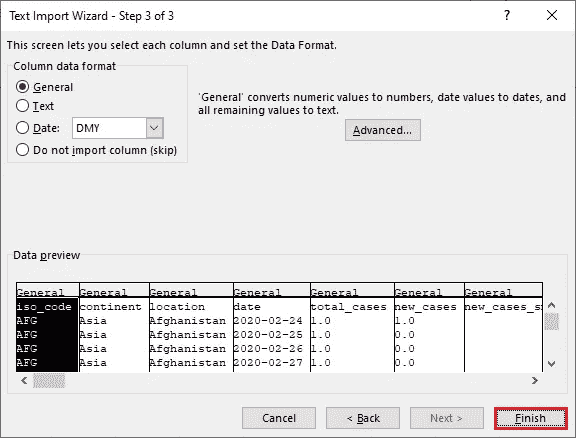 Text Import Wizard - Step 3 of 3 ? ×
This screen lets you select each column and set the Data Format.
Column data format
General
Text
Date: DMY
Do not import column (skip)
'General' converts numeric values to numbers, date values to dates, and
all remaining values to text.
Advanced...
Data preview
General General General General General General General
iso_code continent location date total_cases new_cases
AFG Asia Afghanistan 2020-02-24 1.0 1.0
AFG Asia Afghanistan 2020-02-25 1.0 0.0
AFG Asia Afghanistan 2020-02-26 1.0 0.0
AFG Asia Afghanistan 2020-02-27 1.0 0.0
Cancel < Back Next > Finish